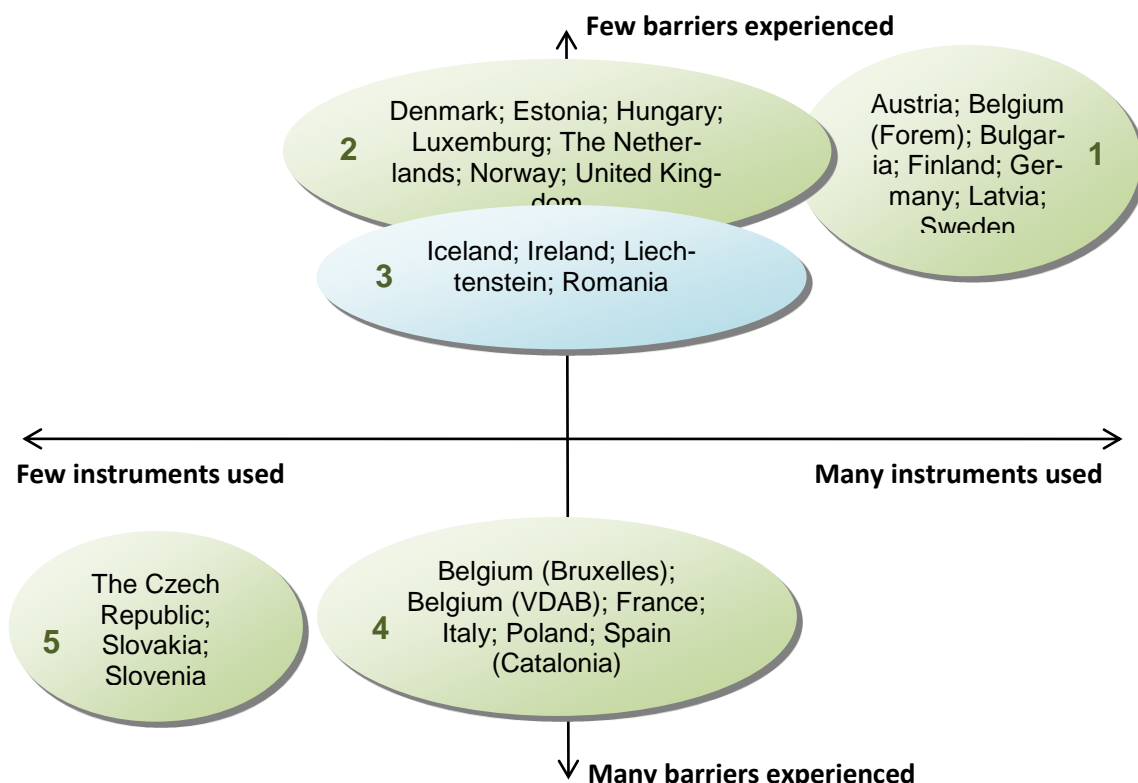 Few barriers experienced
Denmark; Estonia; Hungary;
Luxemburg; The Nether-
lands; Norway; United King-
dom
2
Austria; Belgium
(Forem); Bulgar-
ia; Finland; Ger-
many; Latvia;
Sweden
1
Iceland; Ireland; Liech-
tenstein; Romania
3
Few instruments used
Many instruments used
The Czech
Republic;
Slovakia;
Slovenia
5
Belgium (Bruxelles);
Belgium (VDAB); France;
Italy; Poland; Spain
(Catalonia)
4
Many barriers experienced